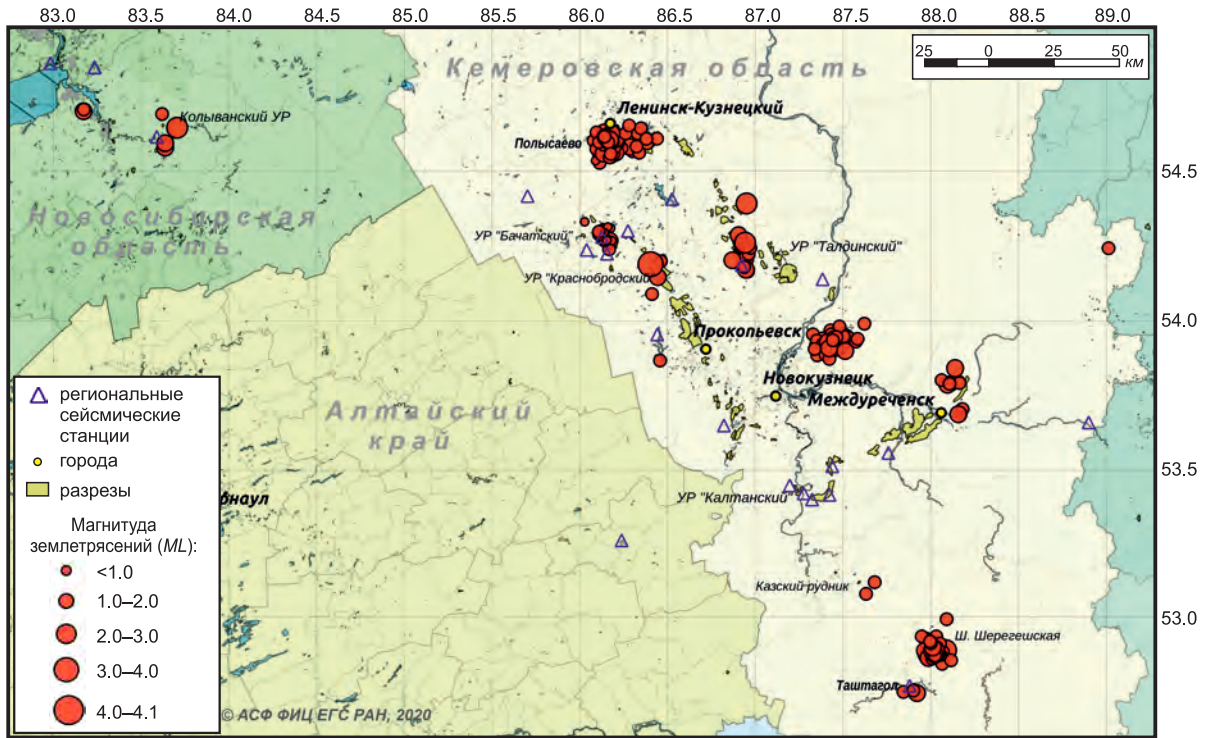 83.0 83.5 84.0 84.5 85.0 85.5 86.0 86.5 87.0 87.5 88.0 88.5 89.0
25 0 25 50
км
Кемеровская область
Ленинск-Кузнецкий
Колыванский УР
Полысаево
54.5
Новосибирская
область
УР "Бачатский"
УР "Талдинский"
УР "Краснобродский
54.0
Прокопьевск
Новокузнецк
Междуреченск
Алтайский
край
53.5
УР "Калтанский"
рнаул
Казский рудник
53.0
Ш. Шерегешская
Таштагол
региональные
сейсмические
станции
города
разрезы
Магнитуда
землетрясений (ML):
<1.0
1.0–2.0
2.0–3.0
3.0–4.0
4.0–4.1
© АСФ ФИЦ ЕГС РАН, 2020